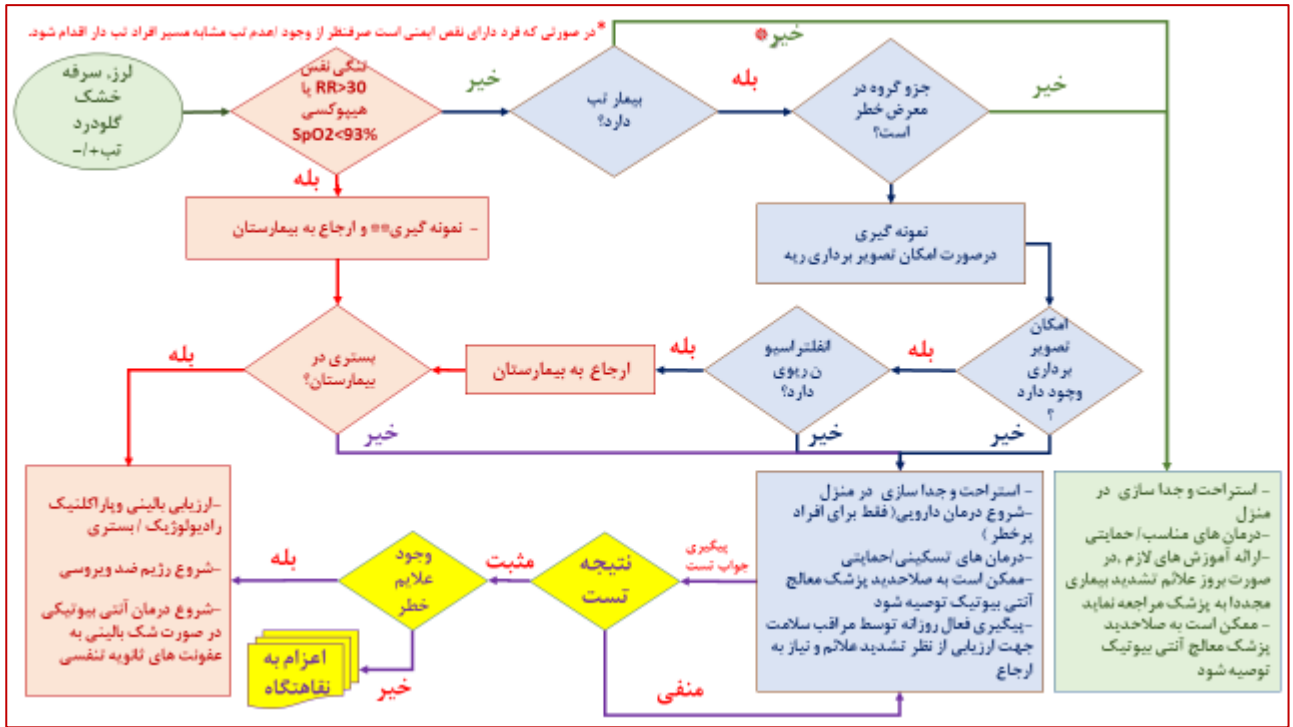 *در صورتی که فرد دارای نقص ایمنی است صرفنظر از وجود /عدم تب مشابه مسیر افراد تب دار اقدام شود.
لرز, سرفه
خشک
گلودرد
تب+/-
تنگی نفس
RR>30 یا
هیپوکسی
SpO2<93%
خیر
بیمار تب
دارد؟
بله
خیر*
جزو گروه در
معرض خطر
است؟
خیر
بله
- نمونه گیری** و ارجاع به بیمارستان
نمونه گیری
درصورت امکان تصویر برداری ریه
امکان
تصویر
برداری
وجود دارد
؟
بله
خیر
انفلتراسیو
ن ریوی
دارد؟
بله
خیر
ارجاع به بیمارستان
بستری در
بیمارستان؟
بله
خیر
- استراحت و جدا سازی در
منزل
-درمان های مناسب/حمایتی
-ارائه آموزش های لازم .در
صورت بروز علائم تشدید بیماری
مجددا به پزشک مراجعه نماید
- ممکن است به صلاحدید
پزشک معالج آنتی بیوتیک
توصیه شود
- استراحت و جدا سازی در منزل
-شروع درمان دارویی( فقط برای افراد
پرخطر )
-درمان های تسکینی/حمایتی
-ممکن است به صلاحدید پزشک معالج
آنتی بیوتیک توصیه شود
-پیگیری فعال روزانه توسط مراقب سلامت
جهت ارزیابی از نظر تشدید علائم و نیاز به
ارجاع
پیگیری
جواب تست
نتیجه
تست
مثبت
منفی
وجود
علایم
خطر
بله
خیر
اعزام به
نقاهتگاه
-ارزیابی بالینی وپاراکلنیک
رادیولوژیک /بستری
-شروع رژیم ضد ویروسی
-شروع درمان آنتی بیوتیکی
در صورت شک بالینی به
عفونت های ثانویه تنفسی